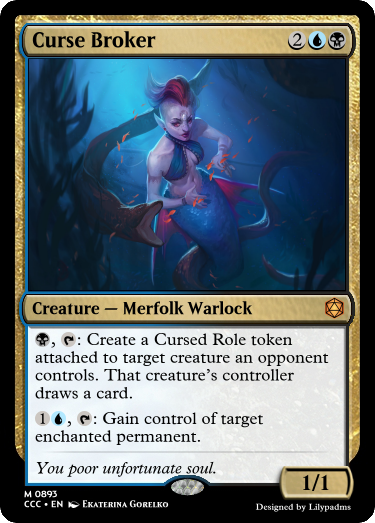 Curse Broker 2
Creature — Merfolk Warlock
, : Create a Cursed Role token
attached to target creature an opponent
controls. That creature's controller
draws a card.
1 , : Gain control of target
enchanted permanent.
You poor unfortunate soul.
1/1
M 0893
CCC • EN Ekaterina Gorelko
Designed by Lilypadms